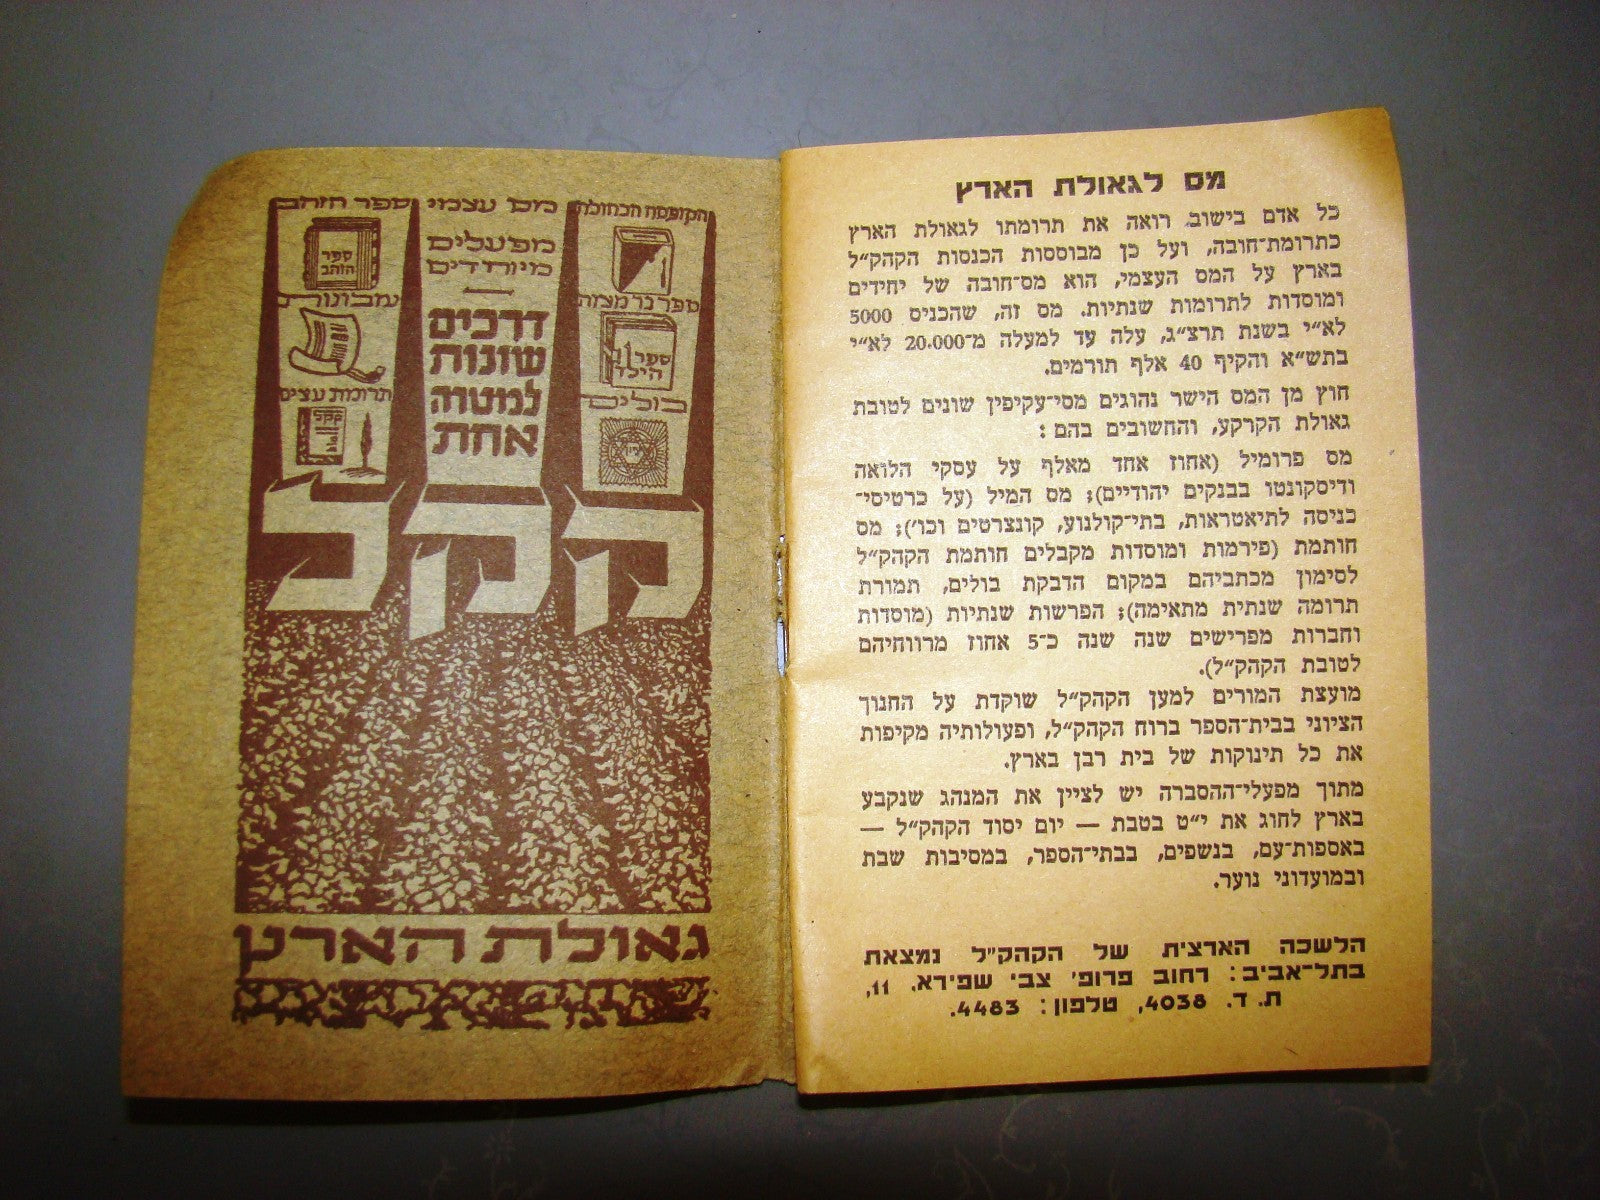 מס לגאולת הארץ
כל אדם בישוב רואה את תרומתו לגאולת הארץ
כתרומת־חובה, ועל כן מבוססות הכנסות הקהק״ל
בארץ על המס העצמי, הוא מס־חובה של יחידים
ומוסדות לתרומות שנתיות. מס זה, שהכניס 5000
לא״י בשנת תרצ״ג, עלה עד למעלה מ־20.000 לא״י
בתש״א והקיף 40 אלף תורמים.
חוץ מן המס הישר נהוגים מסי־עקיפין שונים לטובת
גאולת הקרקע, והחשובים בהם:
מס פרומיל (אחוז אחד מאלף על עסקי הלואה
ודיסקונטו בבנקים יהודיים); מס המיל (על כרטיסי־
כניסה לתיאטראות, בתי־קולנוע, קונצרטים וכו'); מס
חותמת (פירמות ומוסדות מקבלים חותמת הקהק״ל
לסימון מכתביהם במקום הדבקת בולים, תמורת
תרומה שנתית מתאימה); הפרשות שנתיות (מוסדות
וחברות מפרישים שנה שנה כ־5 אחוז מרווחיהם
לטובת הקהק״ל).
מועצת המורים למען הקהק״ל שוקדת על החנוך
הציוני בבית־הספר ברוח הקהק״ל, ופעולותיה מקיפות
את כל תינוקות של בית רבן בארץ.
מתוך מפעלי־ההסברה יש לציין את המנהג שנקבע
בארץ לחוג את י״ט בטבת — יום יסוד הקהק״ל —
באספות־עם, בנשפים, בבתי־הספר, במסיבות שבת
ובמועדוני נוער.
הלשכה הארצית של הקהק״ל נמצאת
בתל־אביב: רחוב פרופ' צבי שפירא. 11,
ת. ד. 4038, טלפון: 4483.
הקופסה הכחולה
ספר בר מצוה
ספר
הילד
בולים
מס עצמי
מפעלים
מיוחדים
דרכים
שונות
למטרה
אחת
ספר הזהב
ספר
הזהב
עזבונות
תרומת עצים
קקל
גאולת הארץ